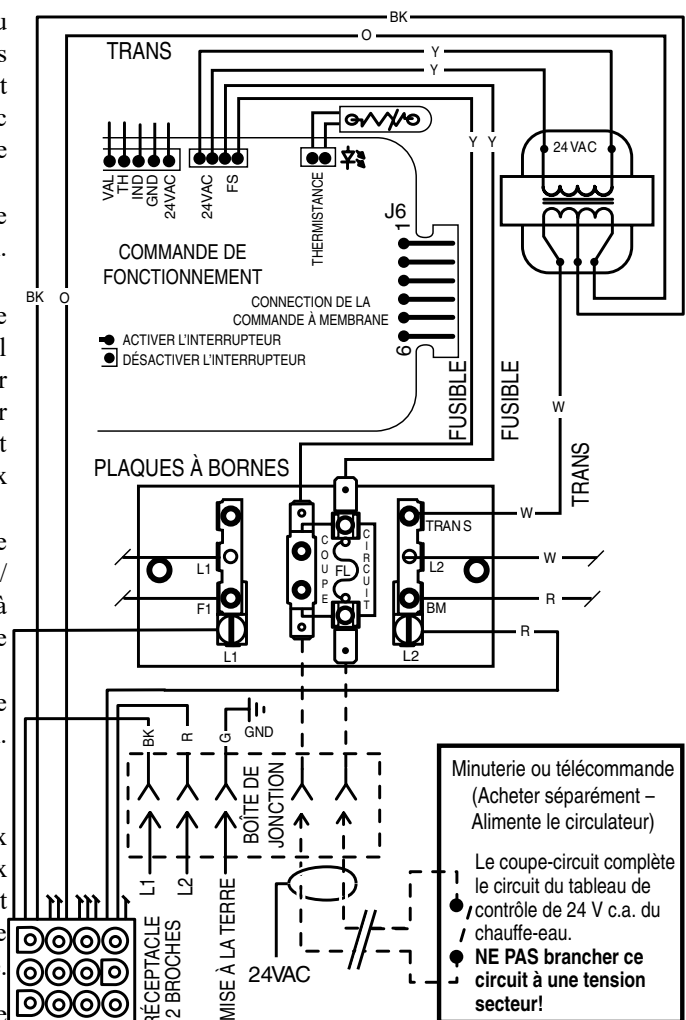 BK
O
TRANS
Y
Y
Y Y
24VAC
VAL
TH
IND
GND
24VAC
24VAC
FS
THERMISTANCE
J6
1
6
COMMANDE DE
FONCTIONNEMENT
CONNECTION DE LA
COMMANDE À MEMBRANE
ACTIVER L'INTERRUPTEUR
DÉSACTIVER L'INTERRUPTEUR
BK O
FUSIBLE
FUSIBLE
W
TRANS
PLAQUES À BORNES
L1
F1
L1
COUPE
FL
CIRCUIT
TRANS
L2
BM
L2
W
W
R
R
BK
R
G
GND
BOÎTE DE
JONCTION
L1
L2
MISE À LA TERRE
RÉCEPTACLE
2 BROCHES
24VAC
Minuterie ou télécommande
(Acheter séparément –
Alimente le circulateur)
Le coupe-circuit complète
le circuit du tableau de
contrôle de 24 V c.a. du
chauffe-eau.
NE PAS brancher ce
circuit à une tension
secteur!